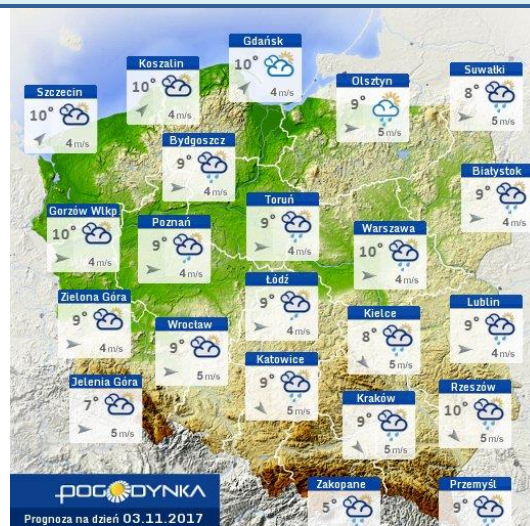 Gdańsk
10°
4 m/s
Koszalin
10°
4 m/s
Suwałki
8°
5 m/s
Olsztyn
9°
5 m/s
Szczecin
10°
4 m/s
Bydgoszcz
9°
4 m/s
Białystok
9°
4 m/s
Toruń
9°
4 m/s
Gorzów Wlkp
10°
4 m/s
Poznań
9°
4 m/s
Warszawa
10°
4 m/s
Łódź
9°
4 m/s
Zielona Góra
9°
4 m/s
Lublin
9°
4 m/s
Kielce
8°
5 m/s
Wrocław
9°
5 m/s
Katowice
9°
5 m/s
Jelenia Góra
7°
5 m/s
Rzeszów
10°
5 m/s
Kraków
9°
5 m/s
Zakopane
5°
Przemyśl
9°
POGODYNKA
Prognoza na dzień 03.11.2017